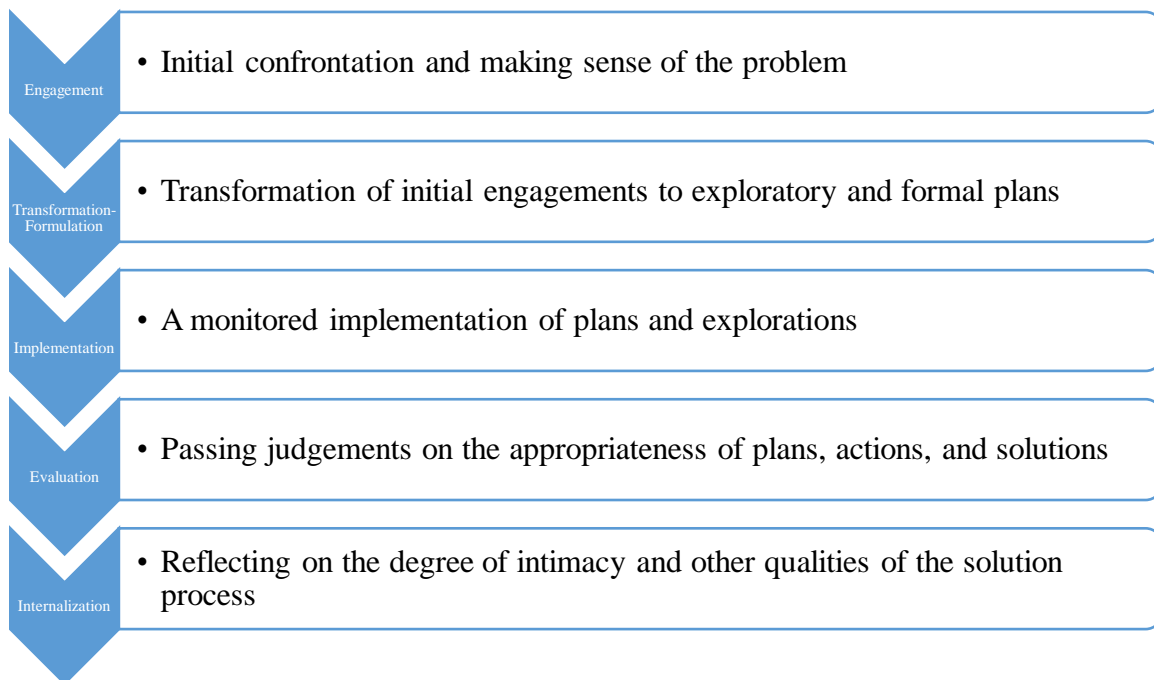 Engagement
• Initial confrontation and making sense of the problem
Transformation-
Formulation
• Transformation of initial engagements to exploratory and formal plans
Implementation
• A monitored implementation of plans and explorations
Evaluation
• Passing judgements on the appropriateness of plans, actions, and solutions
Internalization
• Reflecting on the degree of intimacy and other qualities of the solution
process